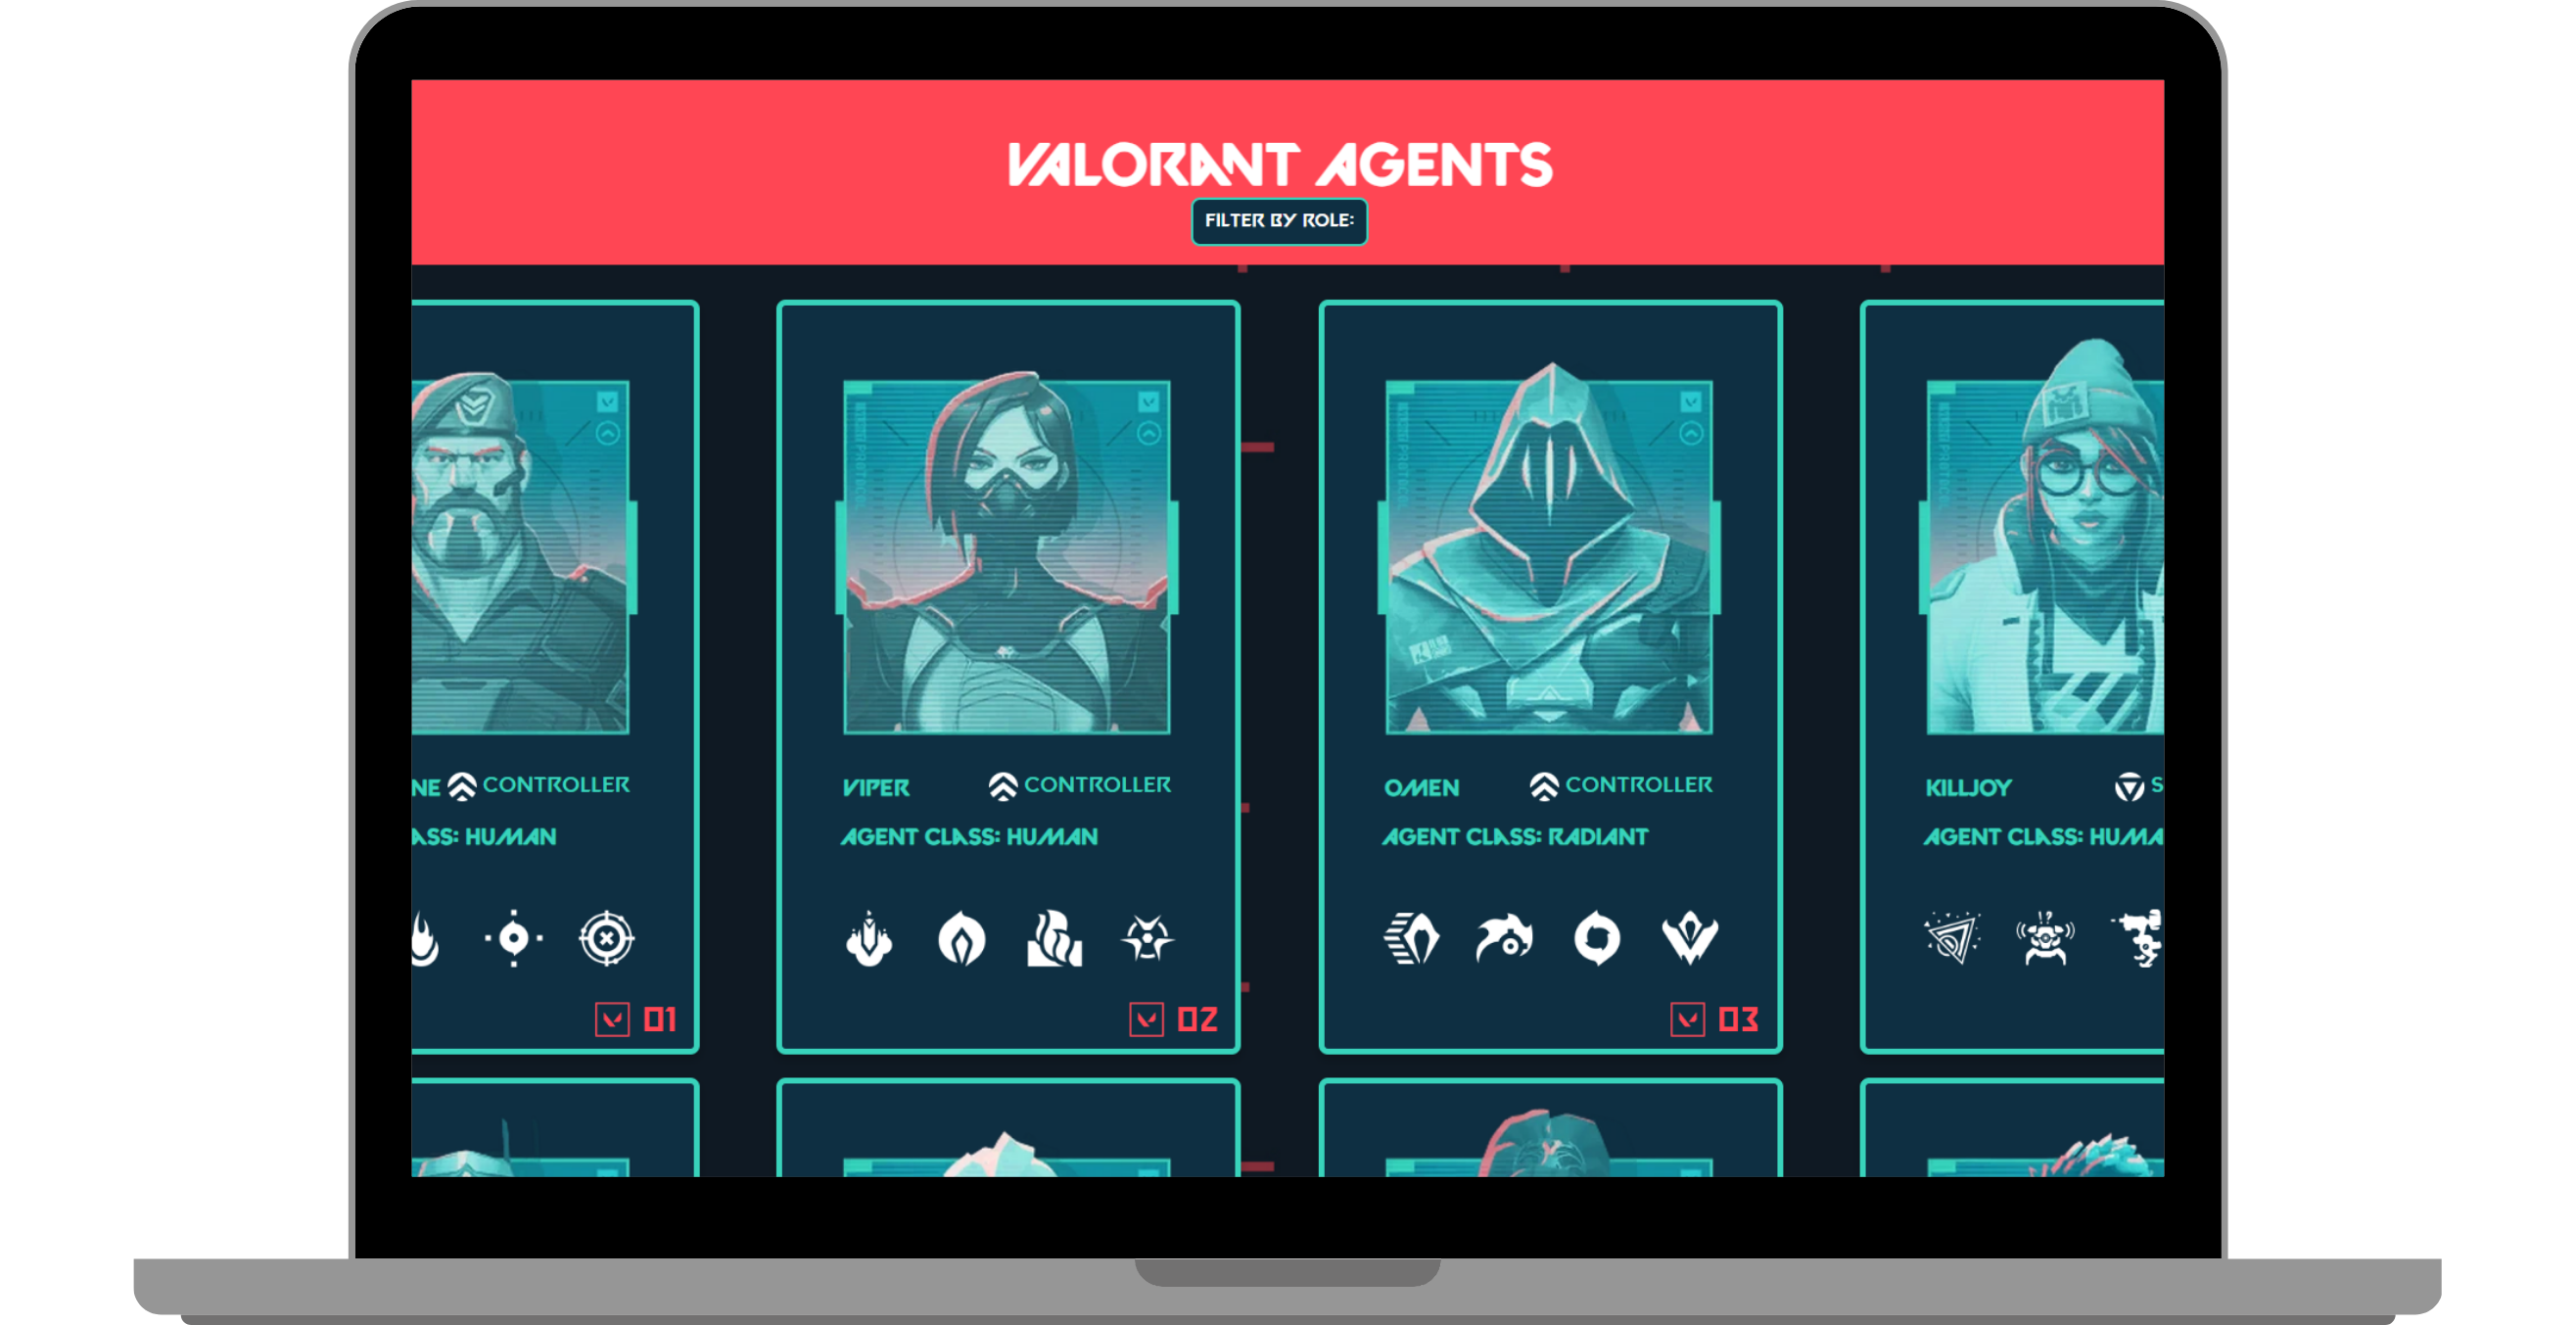 VALORANT AGENTS
FILTER BY ROLE:
NE CONTROLLER
ASS: HUMAN
01
VIPER CONTROLLER
AGENT CLASS: HUMAN
02
OMEN CONTROLLER
AGENT CLASS: RADIANT
03
KILLJOY S
AGENT CLASS: HUMA